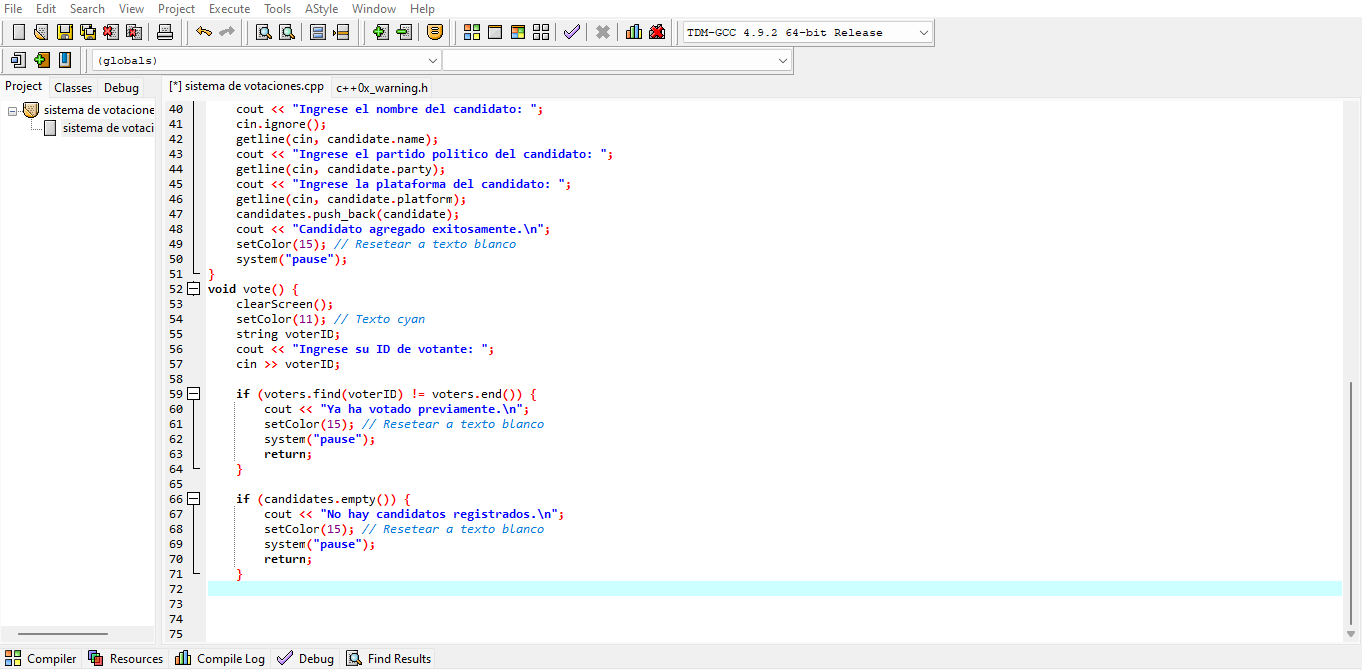 File Edit Search View Project Execute Tools AStyle Window Help
TDM-GCC 4.9.2 64-bit Release
(globals)
Project Classes Debug
[*] sistema de votaciones.cpp c++0x_warning.h
sistema de votacione
sistema de votaci
40 cout << "Ingrese el nombre del candidato: ";
41 cin.ignore();
42 getline(cin, candidate.name);
43 cout << "Ingrese el partido politico del candidato: ";
44 getline(cin, candidate.party);
45 cout << "Ingrese la plataforma del candidato: ";
46 getline(cin, candidate.platform);
47 candidates.push_back(candidate);
48 cout << "Candidato agregado exitosamente.\n";
49 setColor(15); // Resetear a texto blanco
50 system("pause");
51 }
52 void vote() {
53 clearScreen();
54 setColor(11); // Texto cyan
55 string voterID;
56 cout << "Ingrese su ID de votante: ";
57 cin >> voterID;
58
59 if (voters.find(voterID) != voters.end()) {
60 cout << "Ya ha votado previamente.\n";
61 setColor(15); // Resetear a texto blanco
62 system("pause");
63 return;
64 }
65
66 if (candidates.empty()) {
67 cout << "No hay candidatos registrados.\n";
68 setColor(15); // Resetear a texto blanco
69 system("pause");
70 return;
71 }
72
73
74
75
Compiler Resources Compile Log Debug Find Results